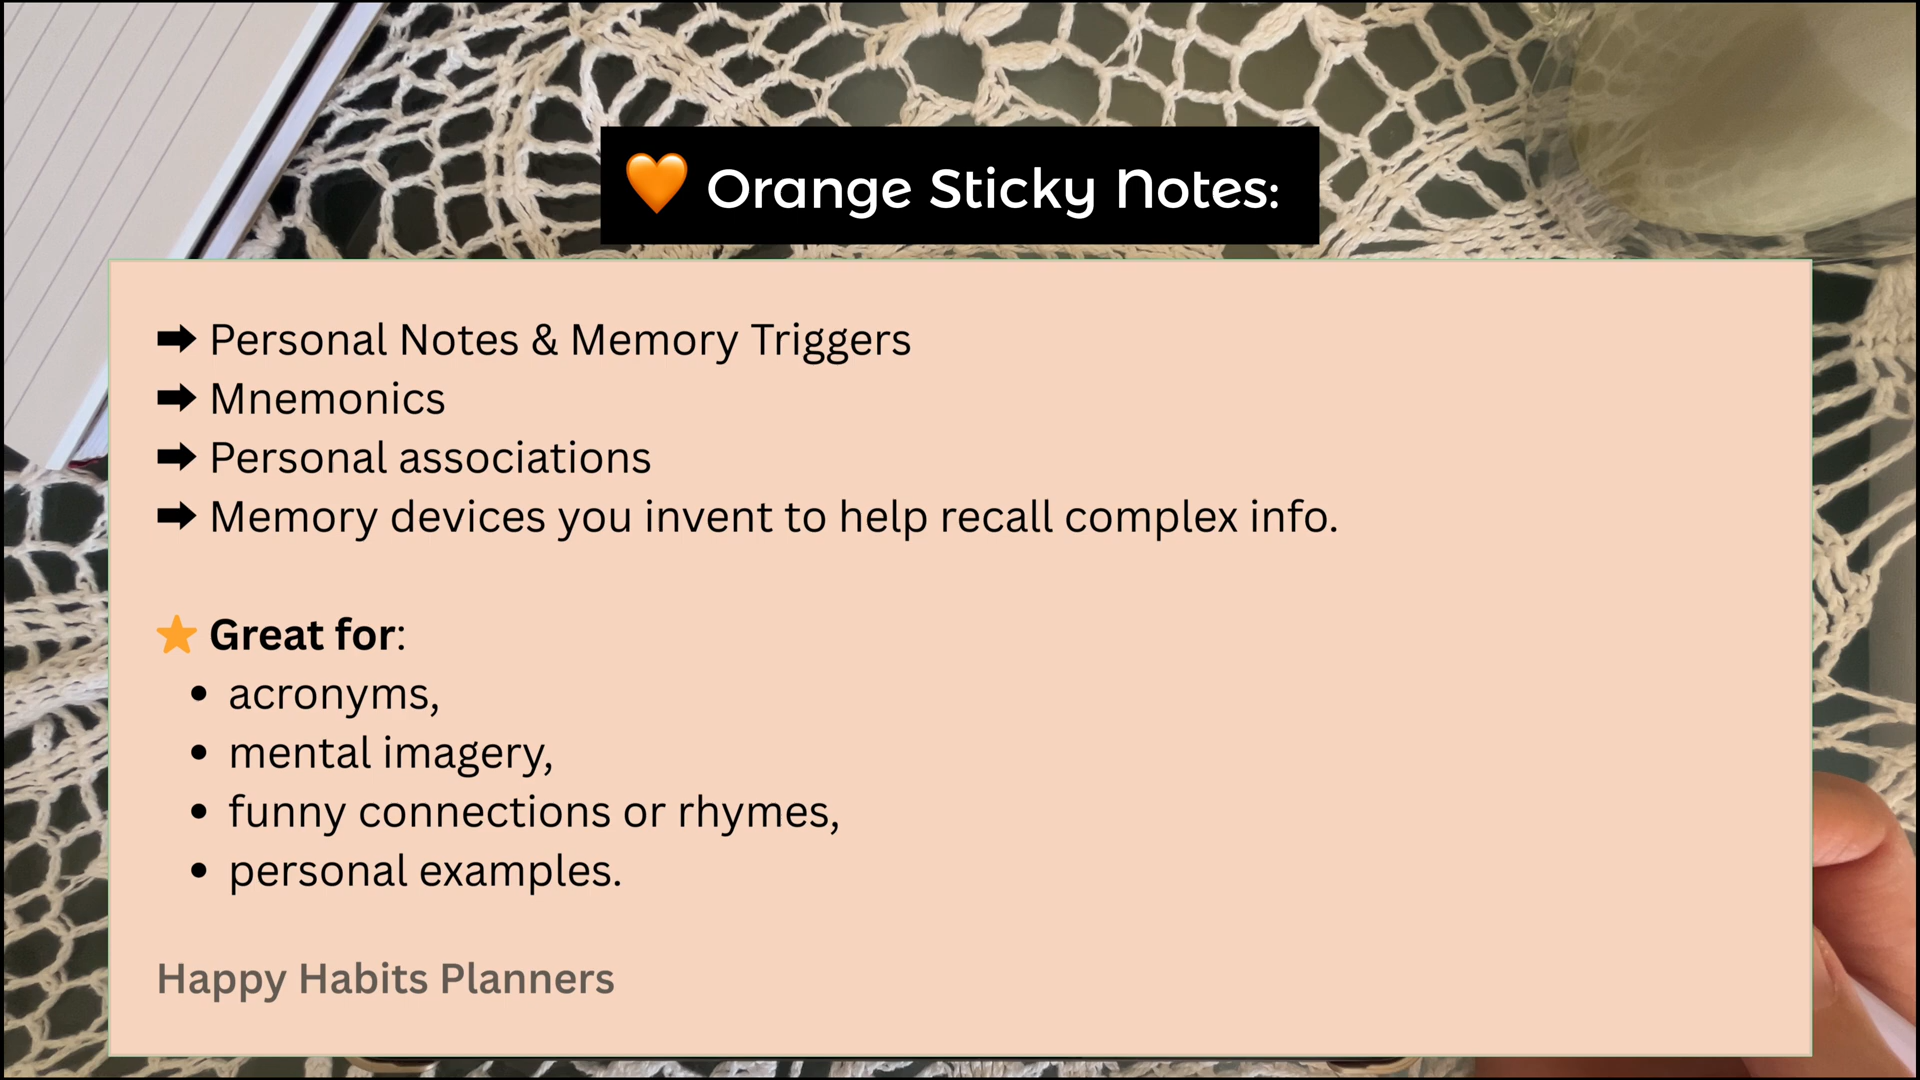 🧡 Orange Sticky Notes:
➡ Personal Notes & Memory Triggers
➡ Mnemonics
➡ Personal associations
➡ Memory devices you invent to help recall complex info.
⭐ Great for:
• acronyms,
• mental imagery,
• funny connections or rhymes,
• personal examples.
Happy Habits Planners